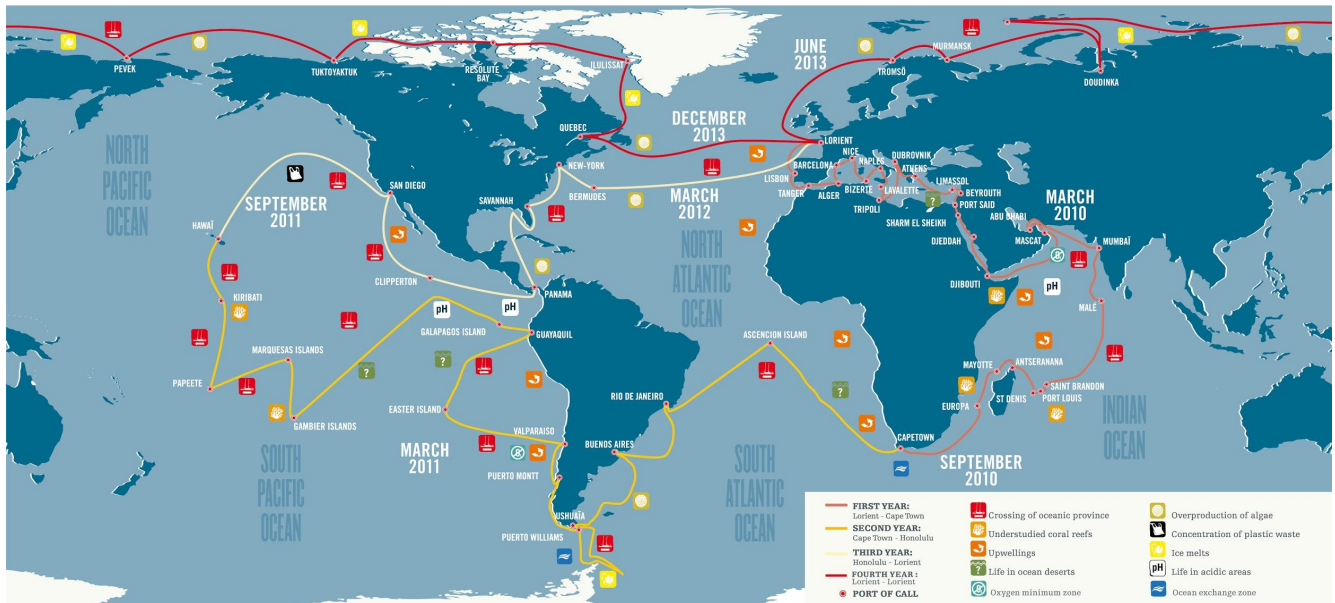 PEVEK
TUKTOYAKTUK
RESOLUTE
BAY
ILULISSAT
JUNE
2013
MURMANSK
TROMSÖ
DOUDINKA
NORTH
PACIFIC
OCEAN
QUEBEC
DECEMBER
2013
LORIENT
NEW-YORK
BERMUDES
MARCH
2012
SAVANNAH
SAN DIEGO
SEPTEMBER
2011
HAWAÏ
BARCELONA
NICE
NAPLES
DUBROVNIK
ATHENS
LISBON
TANGER
ALGER
BIZERTE
LAVALETTE
TRIPOLI
LIMASSOL
BEYROUTH
PORT SAID
SHARM EL SHEIKH
DJEDDAH
ABU DHABI
MARCH
2010
MASCAT
MUMBAÏ
DJIBOUTI
MALÉ
NORTH
ATLANTIC
OCEAN
CLIPPERTON
PANAMA
KIRIBATI
pH
pH
pH
GALAPAGOS ISLAND
GUAYAQUIL
MARQUESAS ISLANDS
PAPEETE
GAMBIER ISLANDS
?
?
?
ASCENCION ISLAND
MAYOTTE
ANTSERANANA
SAINT BRANDON
PORT LOUIS
ST DENIS
EUROPA
INDIAN
OCEAN
EASTER ISLAND
MARCH
2011
VALPARAISO
PUERTO MONTT
RIO DE JANEIRO
BUENOS AIRES
CAPETOWN
SEPTEMBER
2010
SOUTH
PACIFIC
OCEAN
SOUTH
ATLANTIC
OCEAN
USHUAÏA
PUERTO WILLIAMS
FIRST YEAR:
Lorient - Cape Town
SECOND YEAR:
Cape Town - Honolulu
THIRD YEAR:
Honolulu - Lorient
FOURTH YEAR :
Lorient - Lorient
PORT OF CALL
Crossing of oceanic province
Understudied coral reefs
Upwellings
? Life in ocean deserts
Oxygen minimum zone
Overproduction of algae
Concentration of plastic waste
Ice melts
pH Life in acidic areas
Ocean exchange zone